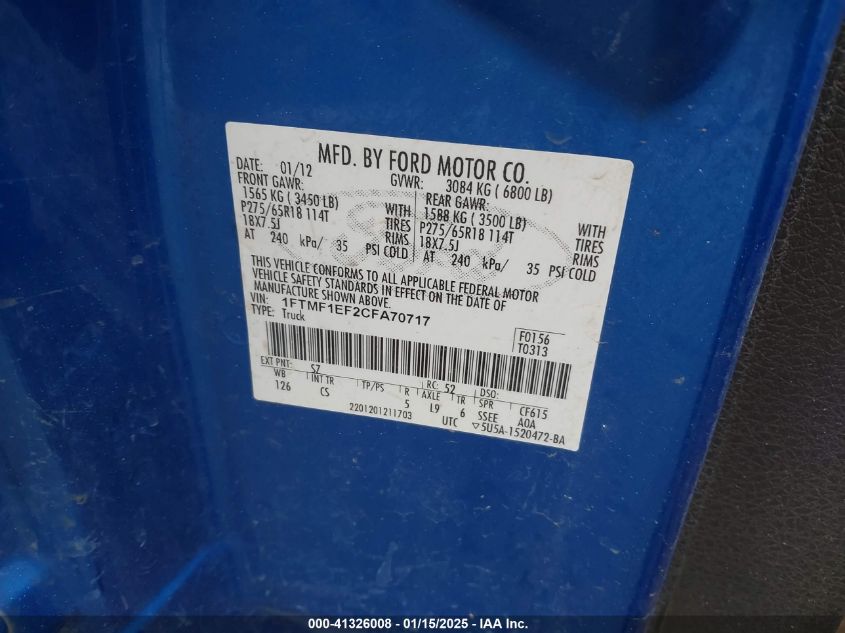 MFD. BY FORD MOTOR CO.
DATE: 01/12 GVWR: 3084 KG ( 6800 LB)
FRONT GAWR: REAR GAWR:
1565 KG ( 3450 LB) WITH 1588 KG ( 3500 LB) WITH
P275/65R18 114T TIRES P275/65R18 114T TIRES
18X7.5J RIMS 18X7.5J RIMS
AT 240 kPa/ 35 PSI COLD AT 240 kPa/ 35 PSI COLD
THIS VEHICLE CONFORMS TO ALL APPLICABLE FEDERAL MOTOR
VEHICLE SAFETY STANDARDS IN EFFECT ON THE DATE OF
MANUFACTURE SHOWN ABOVE.
VIN: 1FTMF1EF2CFA70717
TYPE: Truck
F0156
T0313
EXT PNT: SZ RC: 52 DSO:
WB INT TR TP/PS R AXLE TR SPR CF615
126 CS 5 L9 6 SSEE A0A
2201201211703 UTC ▽5U5A-1520472-BA
000-41326008 - 01/15/2025 - IAA Inc.